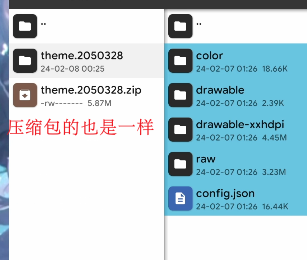 ..
theme.2050328
24-02-08 00:25
theme.2050328.zip
-rw------- 5.87M
压缩包的也是一样
..
color
24-02-07 01:26 18.66K
drawable
24-02-07 01:26 2.39K
drawable-xxhdpi
24-02-07 01:26 4.45M
raw
24-02-07 01:26 3.23M
config.json
24-02-07 01:26 16.44K